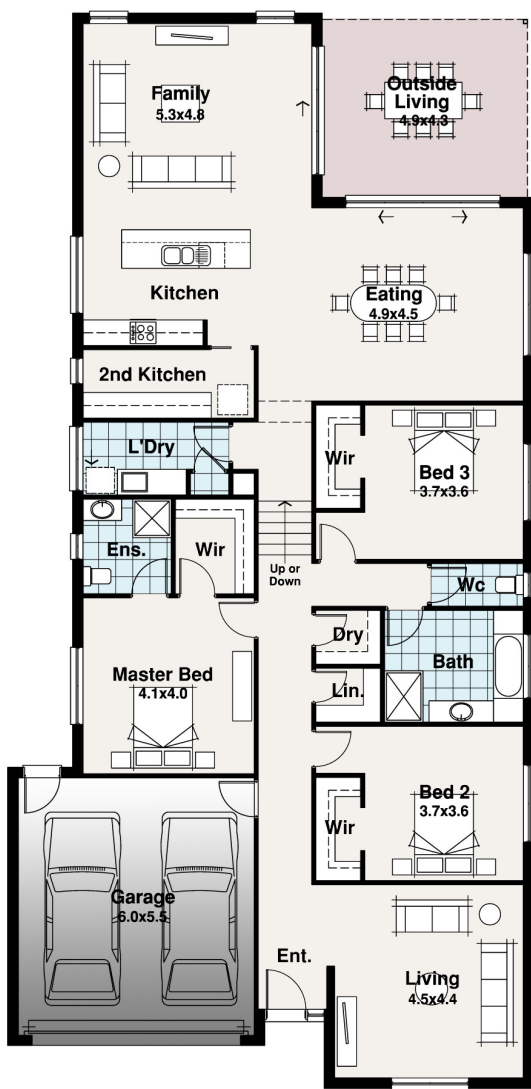 Family
5.3x4.8
Outside
Living
4.9x4.3
Kitchen
Eating
4.9x4.5
2nd Kitchen
L'Dry
Wir
Bed 3
3.7x3.6
Ens.
Wir
Up or
Down
Wc
Dry
Bath
Master Bed
4.1x4.0
Lin.
Bed 2
3.7x3.6
Wir
Garage
6.0x5.5
Ent.
Living
4.5x4.4